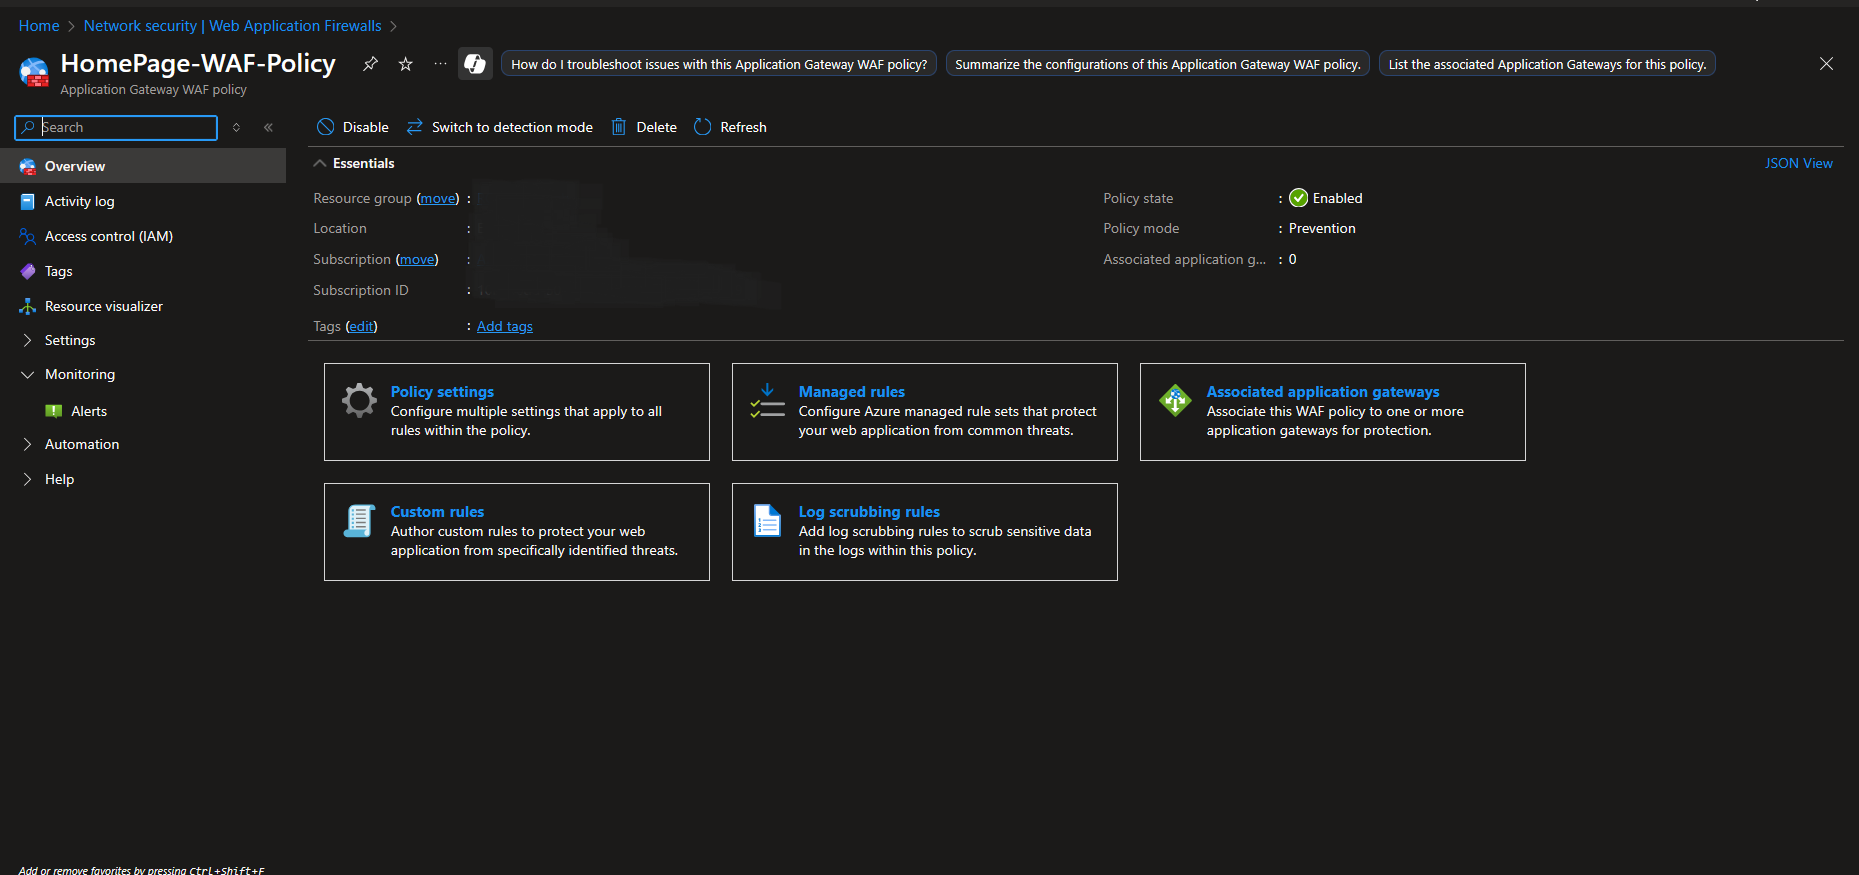 Home > Network security | Web Application Firewalls >
HomePage-WAF-Policy
Application Gateway WAF policy
How do I troubleshoot issues with this Application Gateway WAF policy?
Summarize the configurations of this Application Gateway WAF policy.
List the associated Application Gateways for this policy.
Search
Disable
Switch to detection mode
Delete
Refresh
Overview
Activity log
Access control (IAM)
Tags
Resource visualizer
Settings
Monitoring
Alerts
Automation
Help
Essentials
JSON View
Resource group (move) :
Location :
Subscription (move) :
Subscription ID :
Tags (edit) : Add tags
Policy state : Enabled
Policy mode : Prevention
Associated application g... : 0
Policy settings
Configure multiple settings that apply to all
rules within the policy.
Managed rules
Configure Azure managed rule sets that protect
your web application from common threats.
Associated application gateways
Associate this WAF policy to one or more
application gateways for protection.
Custom rules
Author custom rules to protect your web
application from specifically identified threats.
Log scrubbing rules
Add log scrubbing rules to scrub sensitive data
in the logs within this policy.
Add or remove favorites by pressing Ctrl+Shift+F